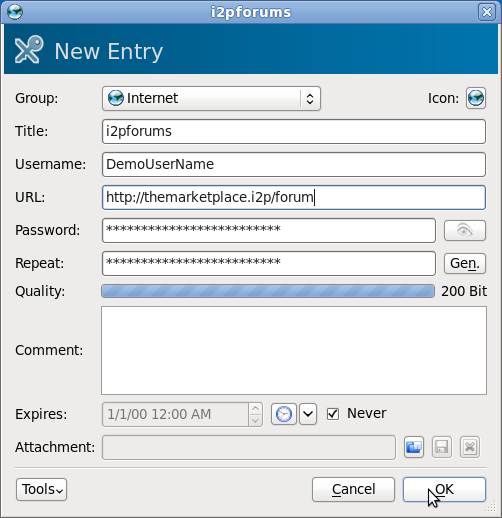 i2pforums
New Entry
Group: Internet Icon:
Title: i2pforums
Username: DemoUserName
URL: http://themarketplace.i2p/forum
Password: *************************
Repeat: ************************* Gen.
Quality: 200 Bit
Comment:
Expires: 1/1/00 12:00 AM Never
Attachment:
Tools Cancel OK